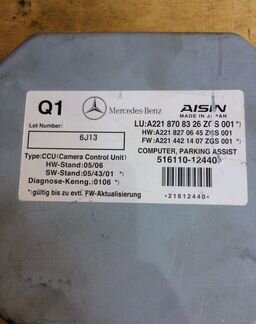 Q1
Mercedes-Benz
AISIN
MADE IN JAPAN
LU:A221 870 83 26 ZGS 001*)
HW:A221 827 06 45 ZGS 001
FW:A221 442 14 07 ZGS 001*)
COMPUTER, PARKING ASSIST
516110-12440
Lot Number:
6J13
Type:CCU(Camera Control Unit)
HW-Stand:05/06
SW-Stand:05/43/01 *)
Diagnose-Kenng.:0106 *)
*)gültig bis zu evtl. FW-Aktualisierung
+21612440+